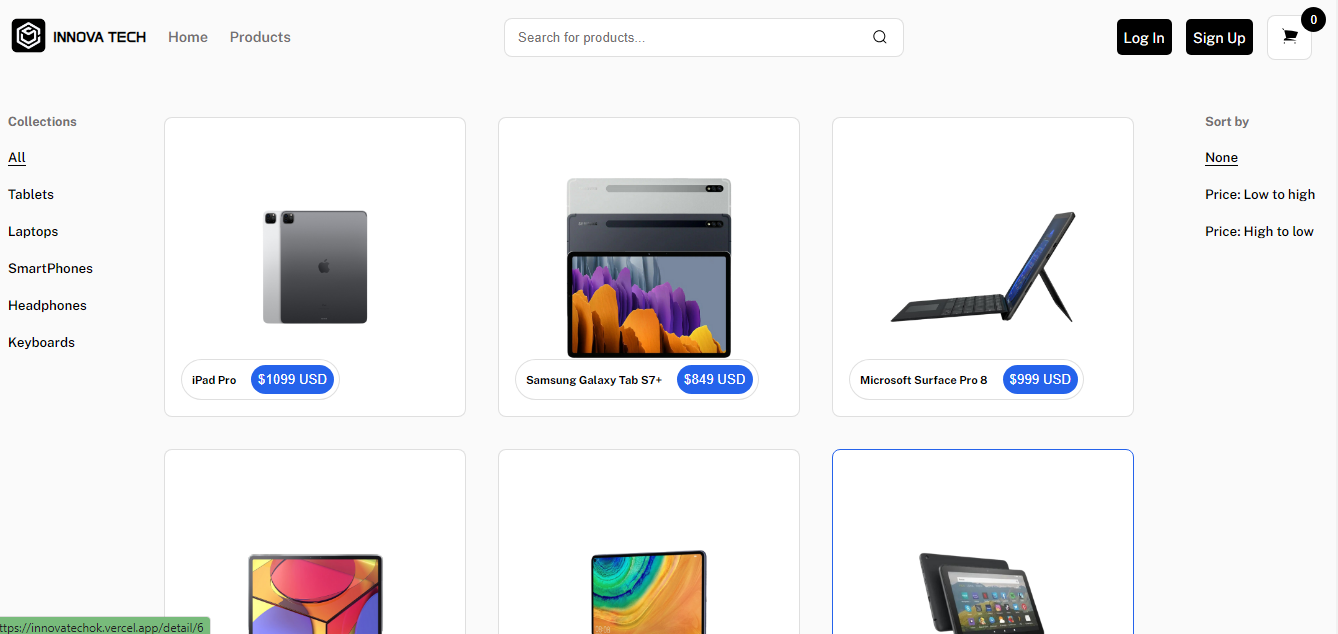 INNOVA TECH
Home
Products
Search for products...
Log In
Sign Up
0
Collections
All
Tablets
Laptops
SmartPhones
Headphones
Keyboards
iPad Pro
$1099 USD
Samsung Galaxy Tab S7+
$849 USD
Microsoft Surface Pro 8
$999 USD
Sort by
None
Price: Low to high
Price: High to low
ttps://innovatechok.vercel.app/detail/6